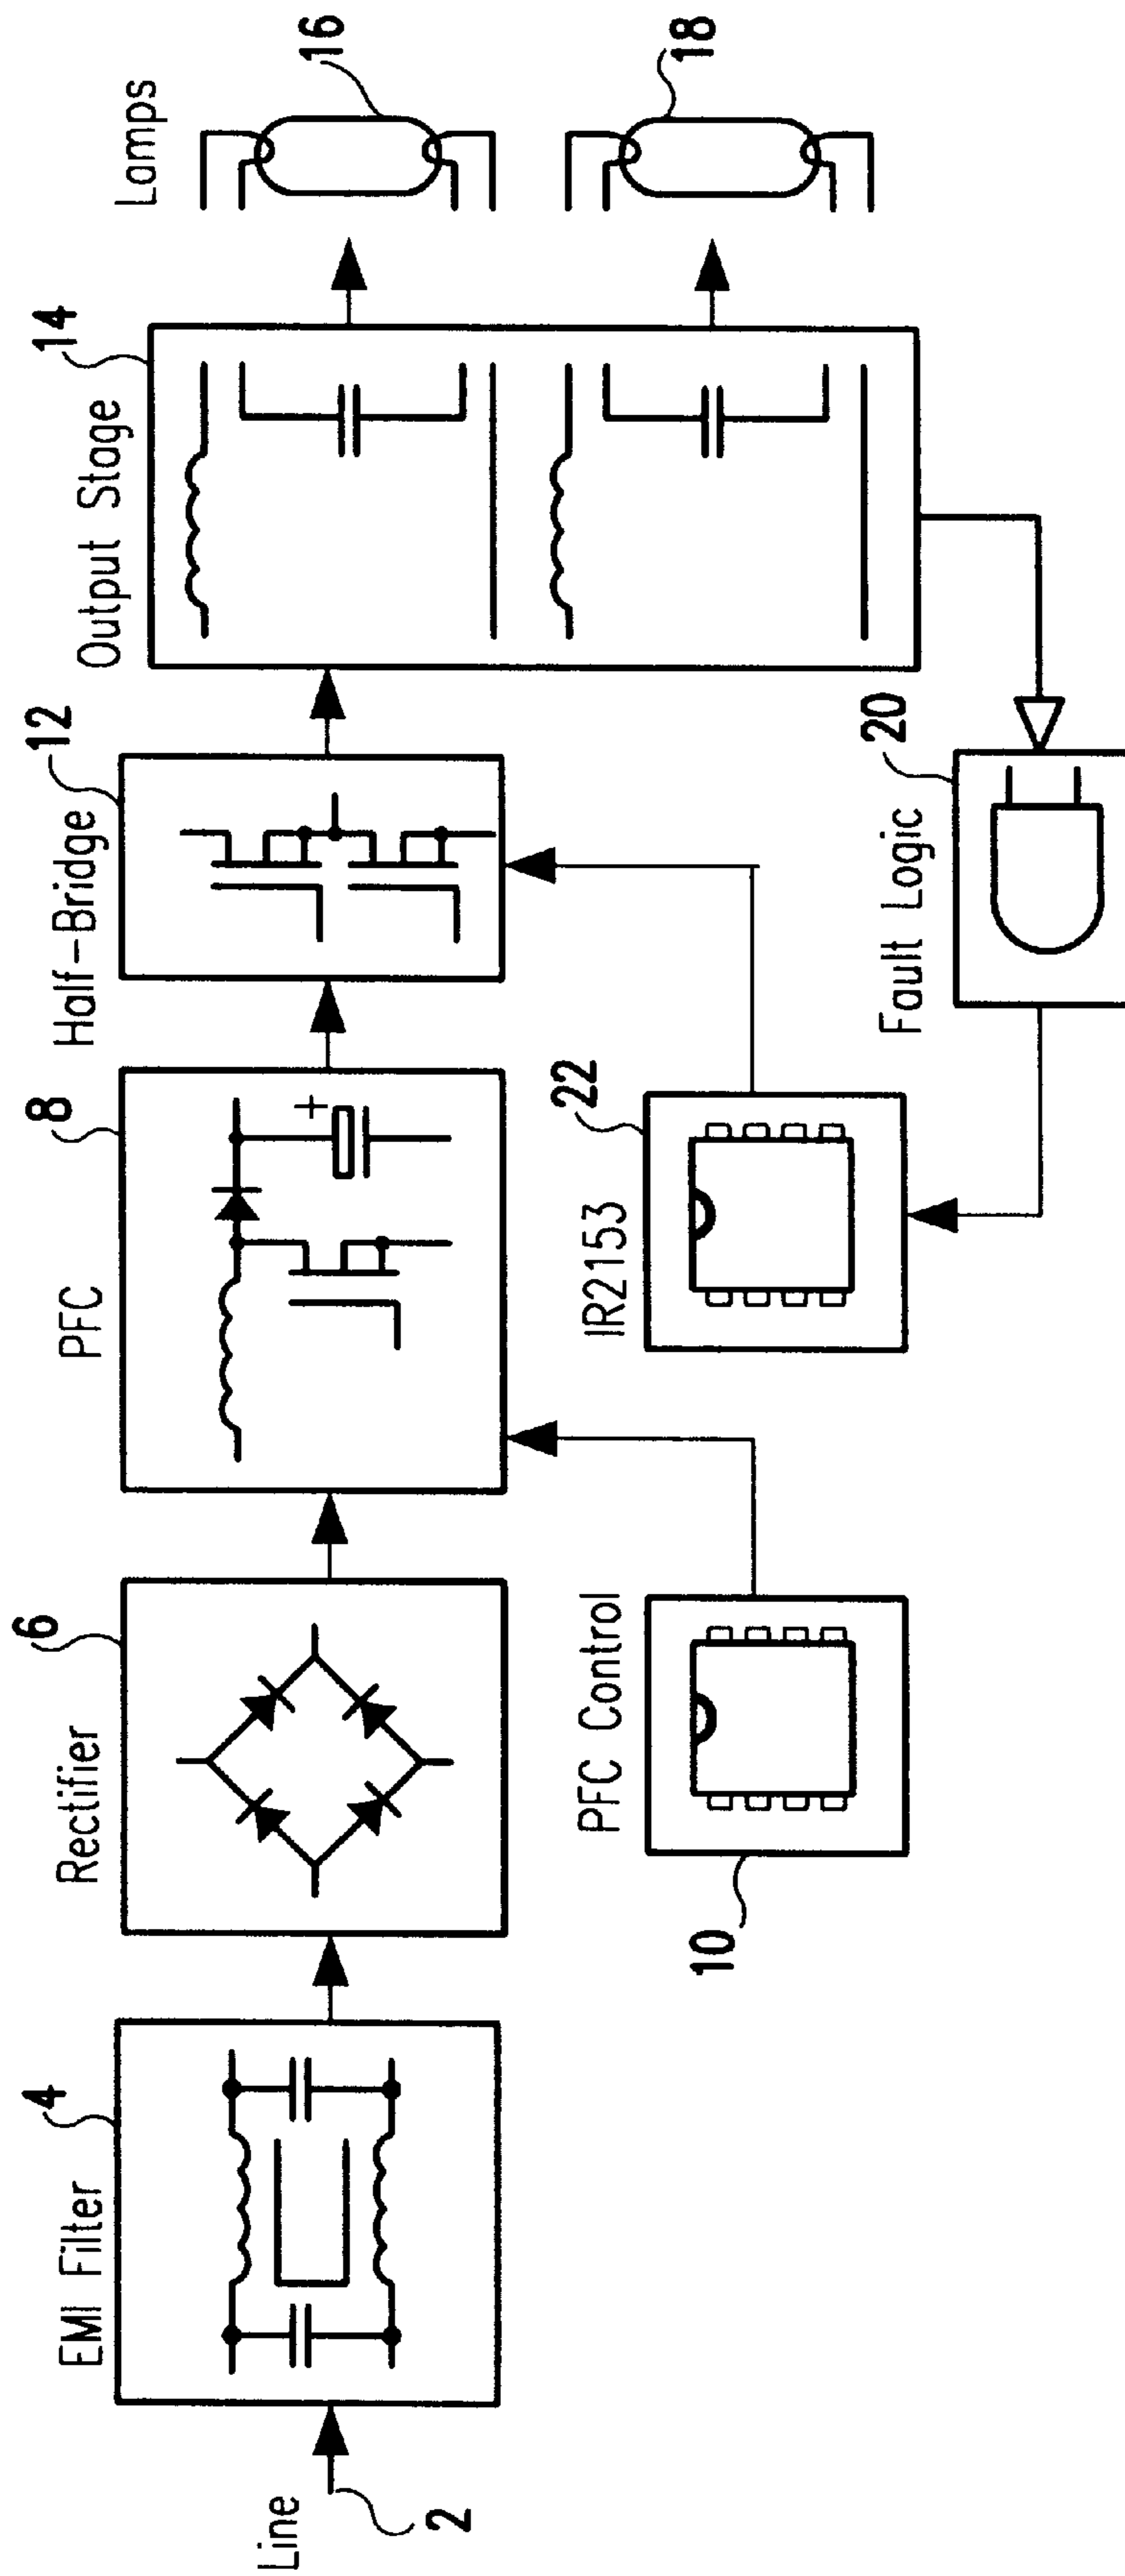 Line
2
EMI Filter
4
Rectifier
6
PFC
8
+
Half-Bridge
12
Output Stage
14
Lamps
16
18
PFC Control
10
IR2153
22
Fault Logic
20